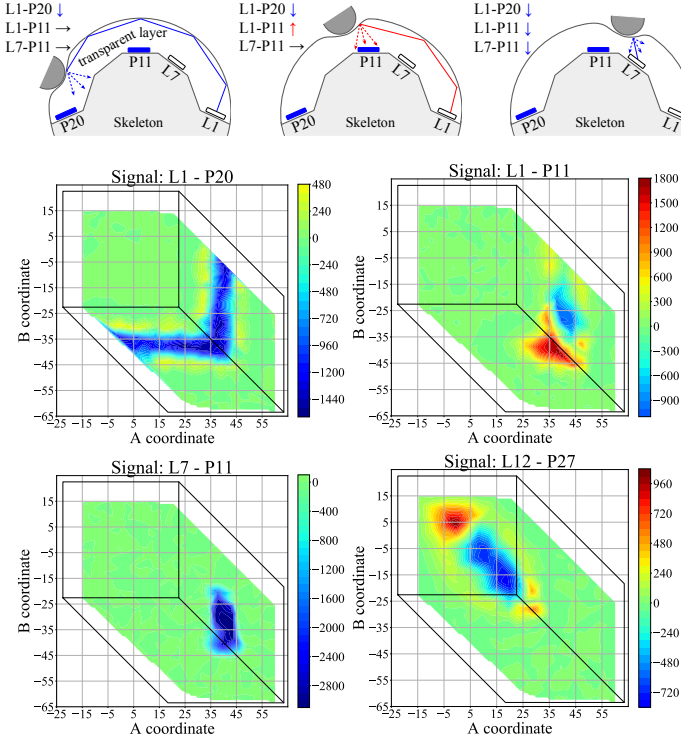 L1-P20 ↓
L1-P11 →
L7-P11 →
transparent layer
P11
L7
P20
Skeleton
L1
L1-P20 ↓
L1-P11 ↑
L7-P11 →
P11
L7
P20
Skeleton
L1
L1-P20 ↓
L1-P11 ↓
L7-P11 ↓
L7
P11
P20
Skeleton
L1
Signal: L1 - P20
B coordinate
15
5
−5
−15
−25
−35
−45
−55
−65
−25 −15 −5 5 15 25 35 45 55
A coordinate
480
240
0
−240
−480
−720
−960
−1200
−1440
Signal: L1 - P11
B coordinate
15
5
−5
−15
−25
−35
−45
−55
−65
−25 −15 −5 5 15 25 35 45 55
A coordinate
1800
1500
1200
900
600
300
0
−300
−600
−900
Signal: L7 - P11
B coordinate
15
5
−5
−15
−25
−35
−45
−55
−65
−25 −15 −5 5 15 25 35 45 55
A coordinate
0
−400
−800
−1200
−1600
−2000
−2400
−2800
Signal: L12 - P27
B coordinate
15
5
−5
−15
−25
−35
−45
−55
−65
−25 −15 −5 5 15 25 35 45 55
A coordinate
960
720
480
240
0
−240
−480
−720